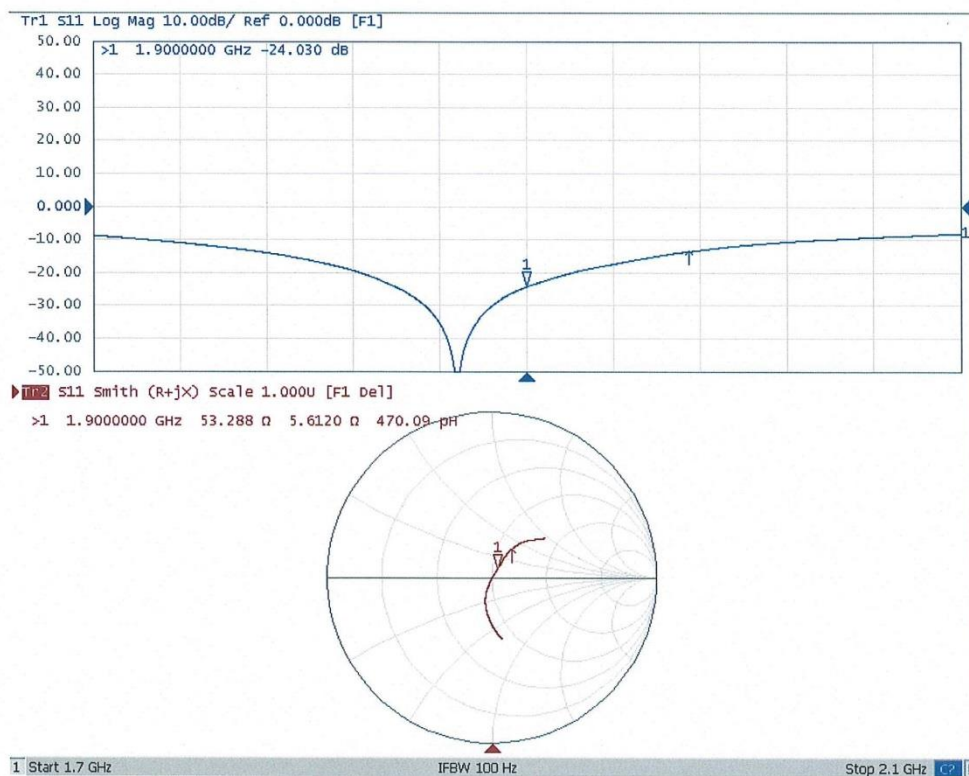 Tr1 S11 Log Mag 10.00dB/ Ref 0.000dB [F1]
50.00
>1 1.9000000 GHz -24.030 dB
40.00
30.00
20.00
10.00
0.000
-10.00
1
1
-20.00
-30.00
-40.00
-50.00
Tr2 S11 Smith (R+jX) Scale 1.000U [F1 Del]
>1 1.9000000 GHz 53.288 Ω 5.6120 Ω 470.09 pH
1
1 Start 1.7 GHz IFBW 100 Hz Stop 2.1 GHz C?